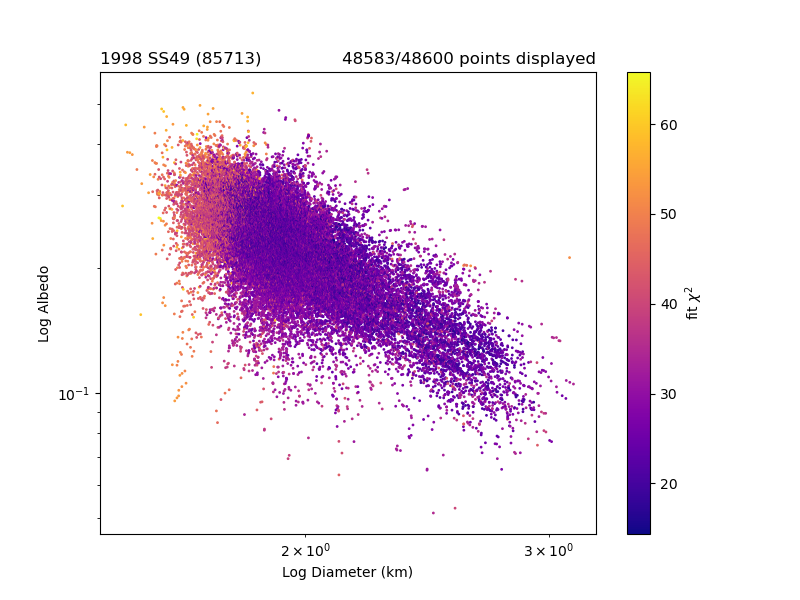 1998 SS49 (85713) 48583/48600 points displayed
Log Albedo
10⁻¹
2 × 10⁰ 3 × 10⁰
Log Diameter (km)
60
50
40
30
20
fit χ²